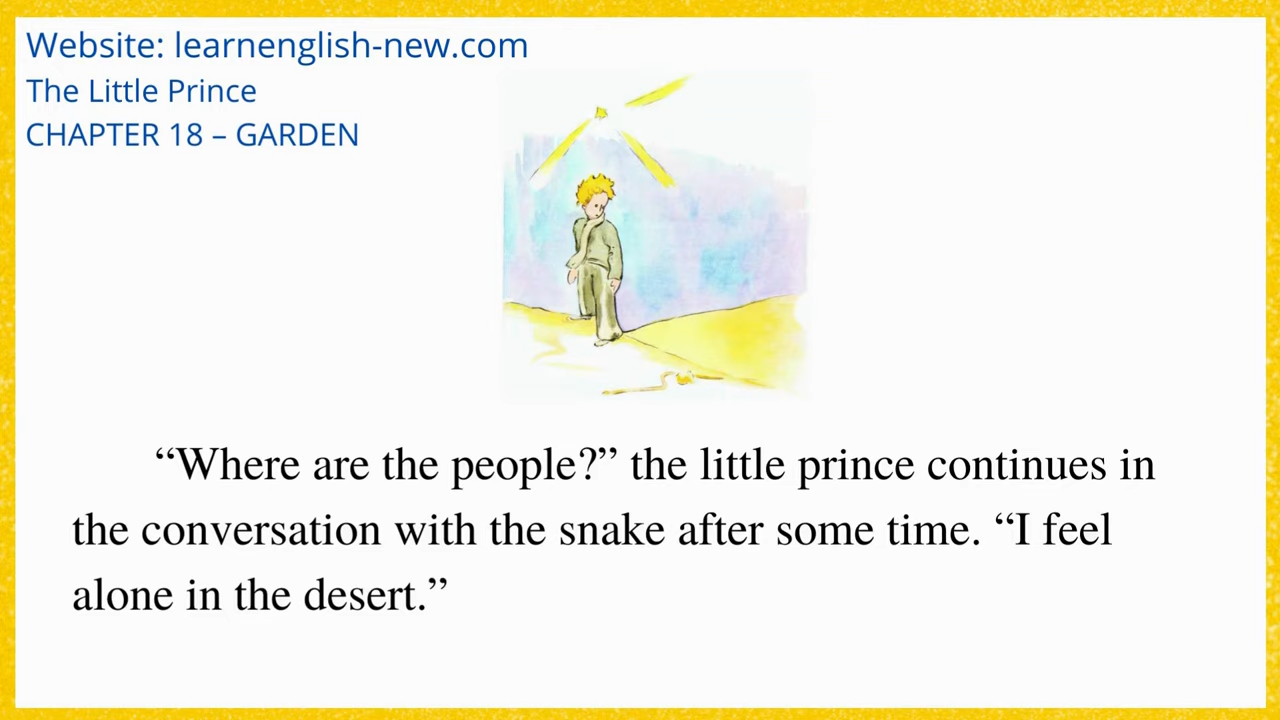 Website: learnenglish-new.com
The Little Prince
CHAPTER 18 – GARDEN
“Where are the people?” the little prince continues in
the conversation with the snake after some time. “I feel
alone in the desert.”